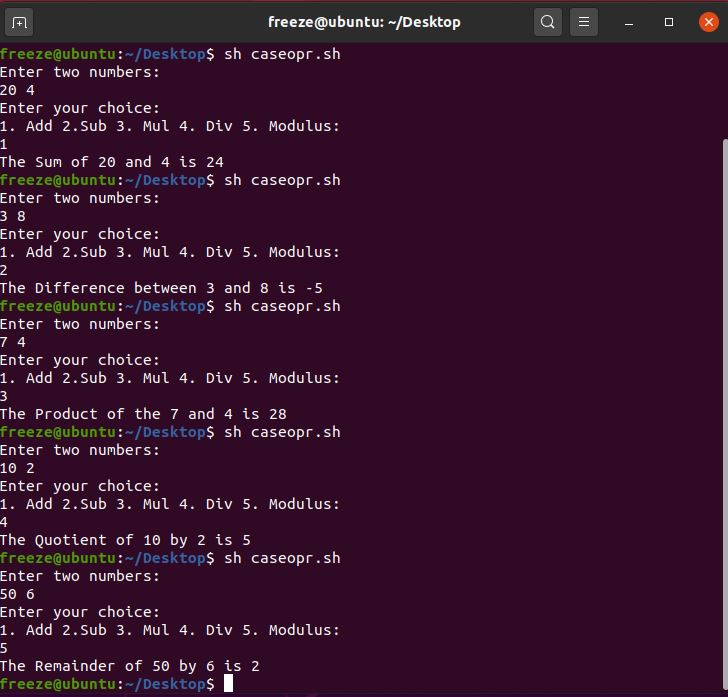 freeze@ubuntu: ~/Desktop
freeze@ubuntu:~/Desktop$ sh caseopr.sh
Enter two numbers:
20 4
Enter your choice:
1. Add 2.Sub 3. Mul 4. Div 5. Modulus:
1
The Sum of 20 and 4 is 24
freeze@ubuntu:~/Desktop$ sh caseopr.sh
Enter two numbers:
3 8
Enter your choice:
1. Add 2.Sub 3. Mul 4. Div 5. Modulus:
2
The Difference between 3 and 8 is -5
freeze@ubuntu:~/Desktop$ sh caseopr.sh
Enter two numbers:
7 4
Enter your choice:
1. Add 2.Sub 3. Mul 4. Div 5. Modulus:
3
The Product of the 7 and 4 is 28
freeze@ubuntu:~/Desktop$ sh caseopr.sh
Enter two numbers:
10 2
Enter your choice:
1. Add 2.Sub 3. Mul 4. Div 5. Modulus:
4
The Quotient of 10 by 2 is 5
freeze@ubuntu:~/Desktop$ sh caseopr.sh
Enter two numbers:
50 6
Enter your choice:
1. Add 2.Sub 3. Mul 4. Div 5. Modulus:
5
The Remainder of 50 by 6 is 2
freeze@ubuntu:~/Desktop$